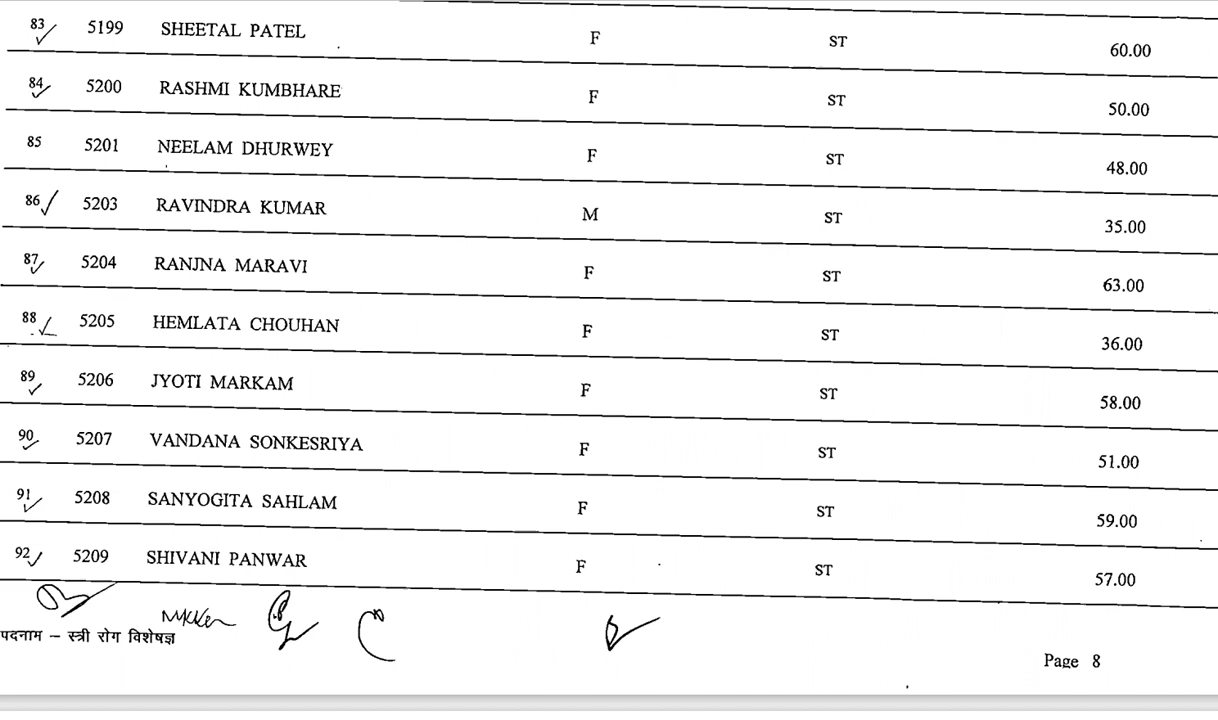 83 5199 SHEETAL PATEL F ST 60.00
84 5200 RASHMI KUMBHARE F ST 50.00
85 5201 NEELAM DHURWEY F ST 48.00
86 5203 RAVINDRA KUMAR M ST 35.00
87 5204 RANJNA MARAVI F ST 63.00
88 5205 HEMLATA CHOUHAN F ST 36.00
89 5206 JYOTI MARKAM F ST 58.00
90 5207 VANDANA SONKESRIYA F ST 51.00
91 5208 SANYOGITA SAHLAM F ST 59.00
92 5209 SHIVANI PANWAR F ST 57.00
पदनाम – स्त्री रोग विशेषज्ञ
Page 8